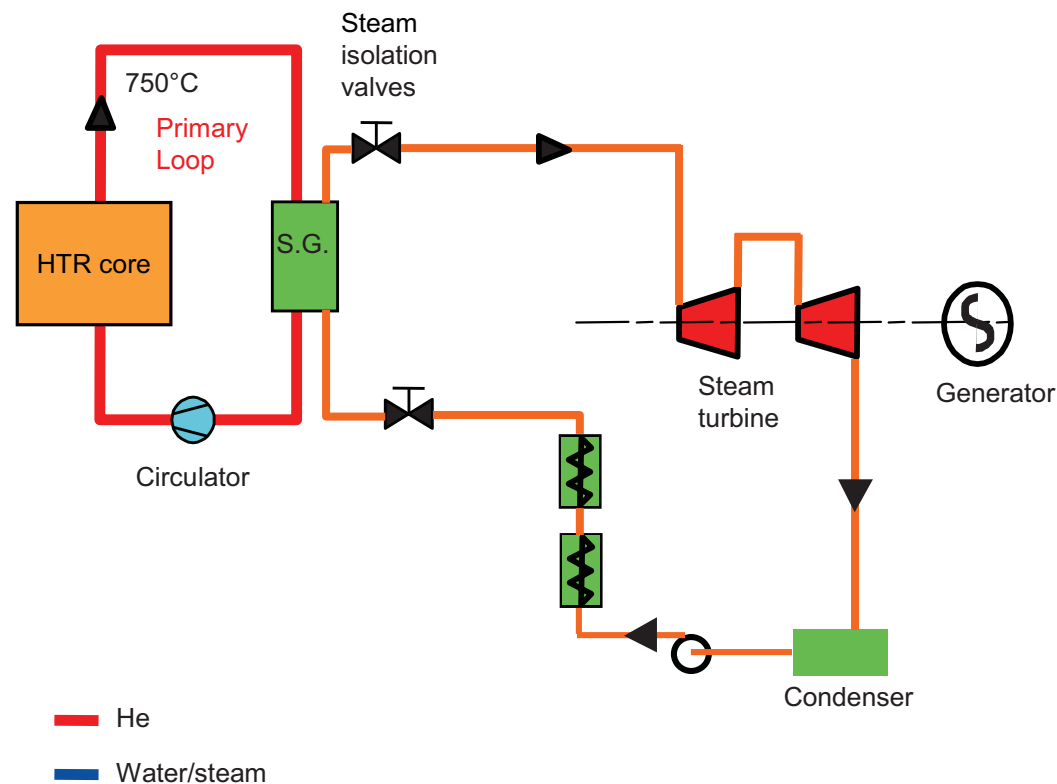 Steam
isolation
valves
750°C
Primary
Loop
HTR core
S.G.
Steam
turbine
Generator
Circulator
Condenser
He
Water/steam